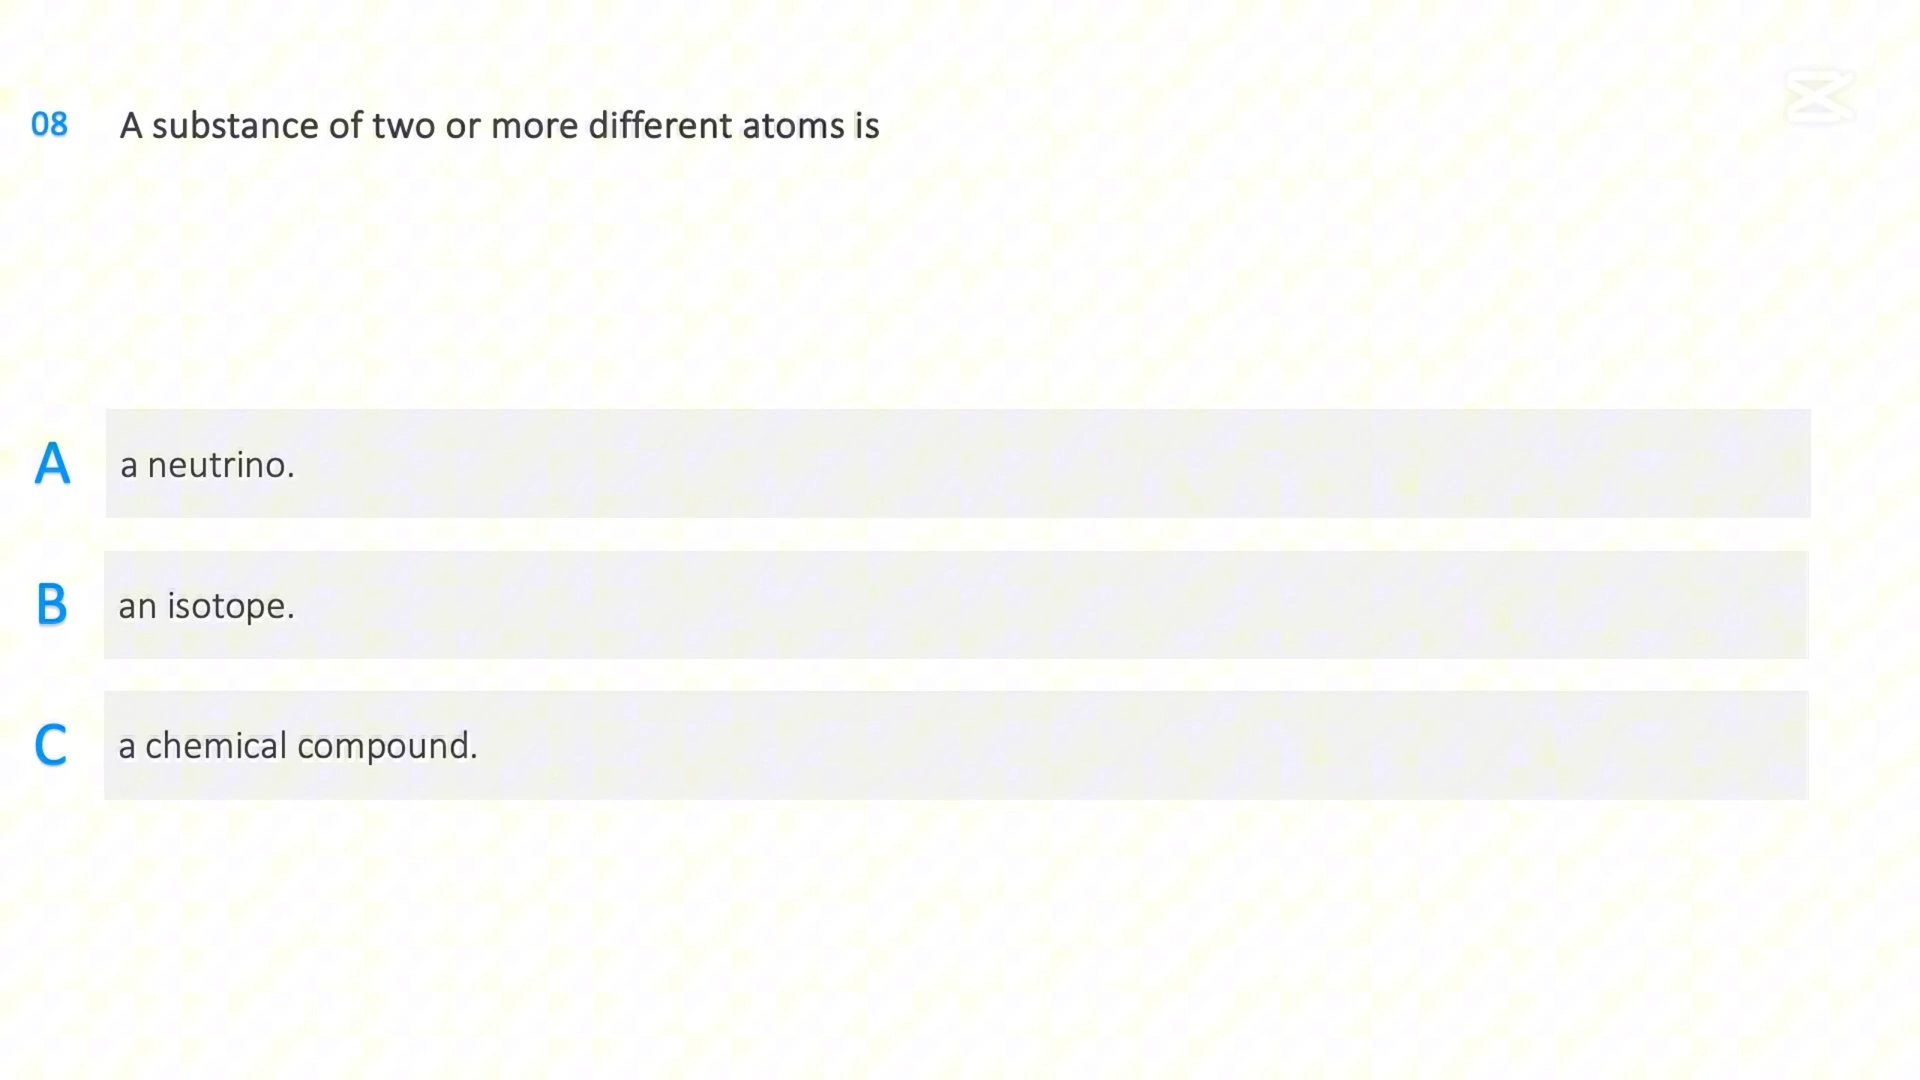 08 A substance of two or more different atoms is
A a neutrino.
B an isotope.
C a chemical compound.